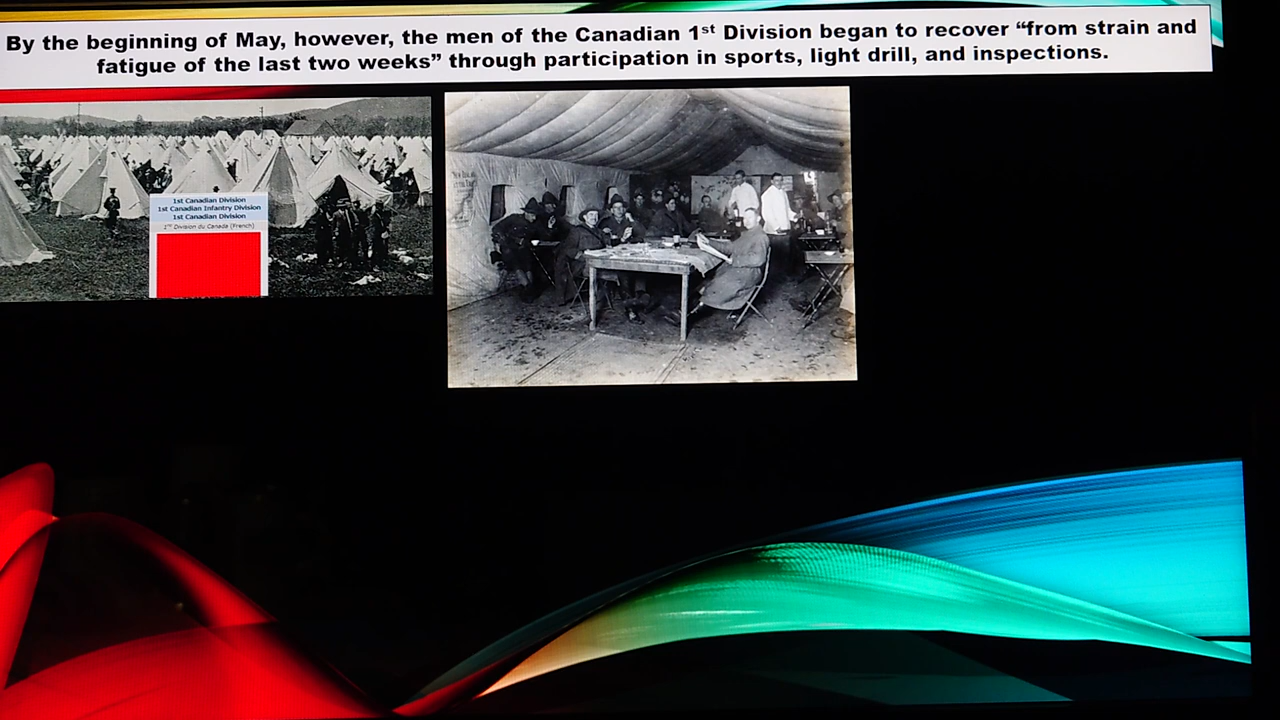 By the beginning of May, however, the men of the Canadian 1st Division began to recover “from strain and
fatigue of the last two weeks” through participation in sports, light drill, and inspections.
1st Canadian Division
1st Canadian Infantry Division
1st Canadian Division
1re Division du Canada (French)